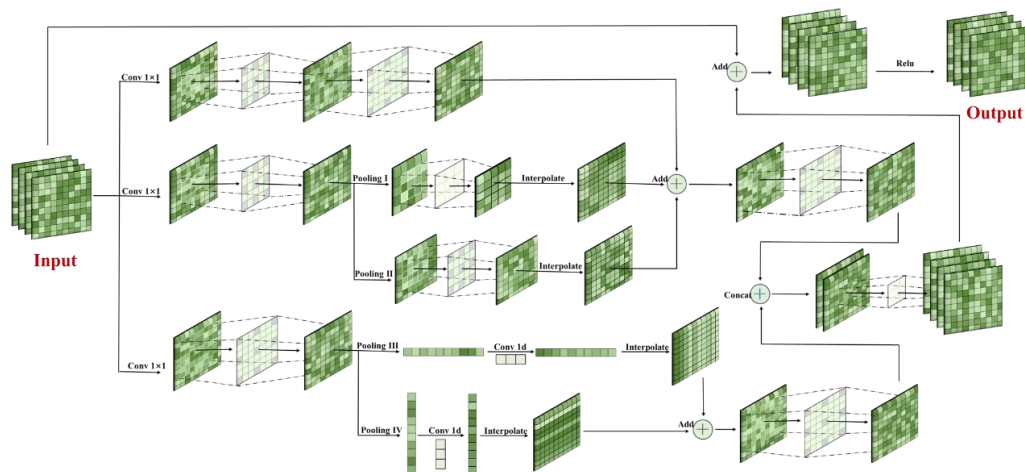 Add
Relu
Output
Conv 1×1
Input
Conv 1×1
Pooling I
Interpolate
Add
Pooling II
Interpolate
Concat
Conv 1×1
Pooling III
Conv 1d
Interpolate
Pooling IV
Conv 1d
Interpolate
Add